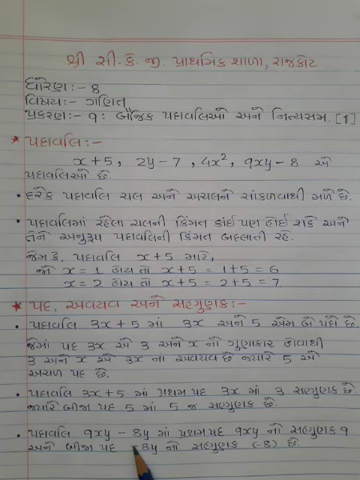 શ્રી સી. કે. જી. પ્રાથમિક શાળા, રાજકોટ
ધોરણ:- ૮
વિષય:- ગણિત
પ્રકરણ:- ૧ : બૈજિક પદાવલિઓ અને નિત્યસમ. [1]
* પદાવલિ:-
x+5 , 2y-7 , 4x², 9xy-8 એ
પદાવલિઓ છે.
• દરેક પદાવલિ ચલ અને અચલને સાંકળવાથી મળે છે.
• પદાવલિમાં રહેલા ચલની કિંમત કાંઈ પણ હોઈ શકે અને
તેને અનુરૂપ પદાવલિની કિંમત બદલાતી રહે.
જેમ કે, પદાવલિ x+5 માટે,
જો x = 1 હોય તો x+5 = 1+5 = 6
x = 2 હોય તો x+5 = 2+5 = 7.
* પદ, અવયવ અને સહગુણક:-
• પદાવલિ 3x+5 માં 3x અને 5 એમ બે પદો છે.
જેમાં પદ 3x એ 3 અને x નો ગુણાકાર હોવાથી
3 અને x એ 3x ના અવયવ છે જ્યારે 5 એ
અચળ પદ છે.
• પદાવલિ 3x+5 માં પ્રથમ પદ 3x માં 3 સહગુણક છે
જ્યારે બીજા પદ 5 માં 5 જ સહગુણક છે.
• પદાવલિ 9xy - 8y માં પ્રથમ પદ 9xy નો સહગુણક 9
અને બીજા પદ -8y નો સહગુણક (-8) છે.